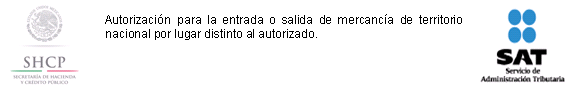 Autorización para la entrada o salida de mercancía de territorio
nacional por lugar distinto al autorizado.
SHCP
SECRETARÍA DE HACIENDA
Y CRÉDITO PÚBLICO
SAT
Servicio de
Administración Tributaria